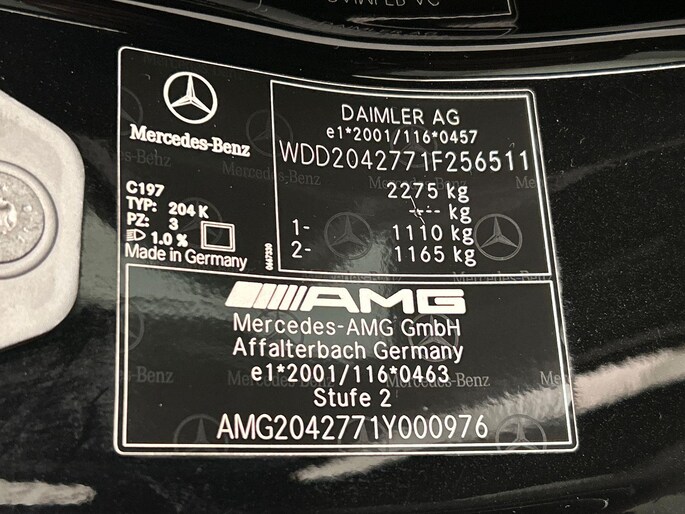 Mercedes-Benz
C197
TYP: 204 K
PZ: 3
1.0 %
Made in Germany
0647320
DAIMLER AG
e1*2001/116*0457
WDD2042771F256511
2275 kg
---- kg
1- 1110 kg
2- 1165 kg
AMG
Mercedes-AMG GmbH
Affalterbach Germany
e1*2001/116*0463
Stufe 2
AMG2042771Y000976